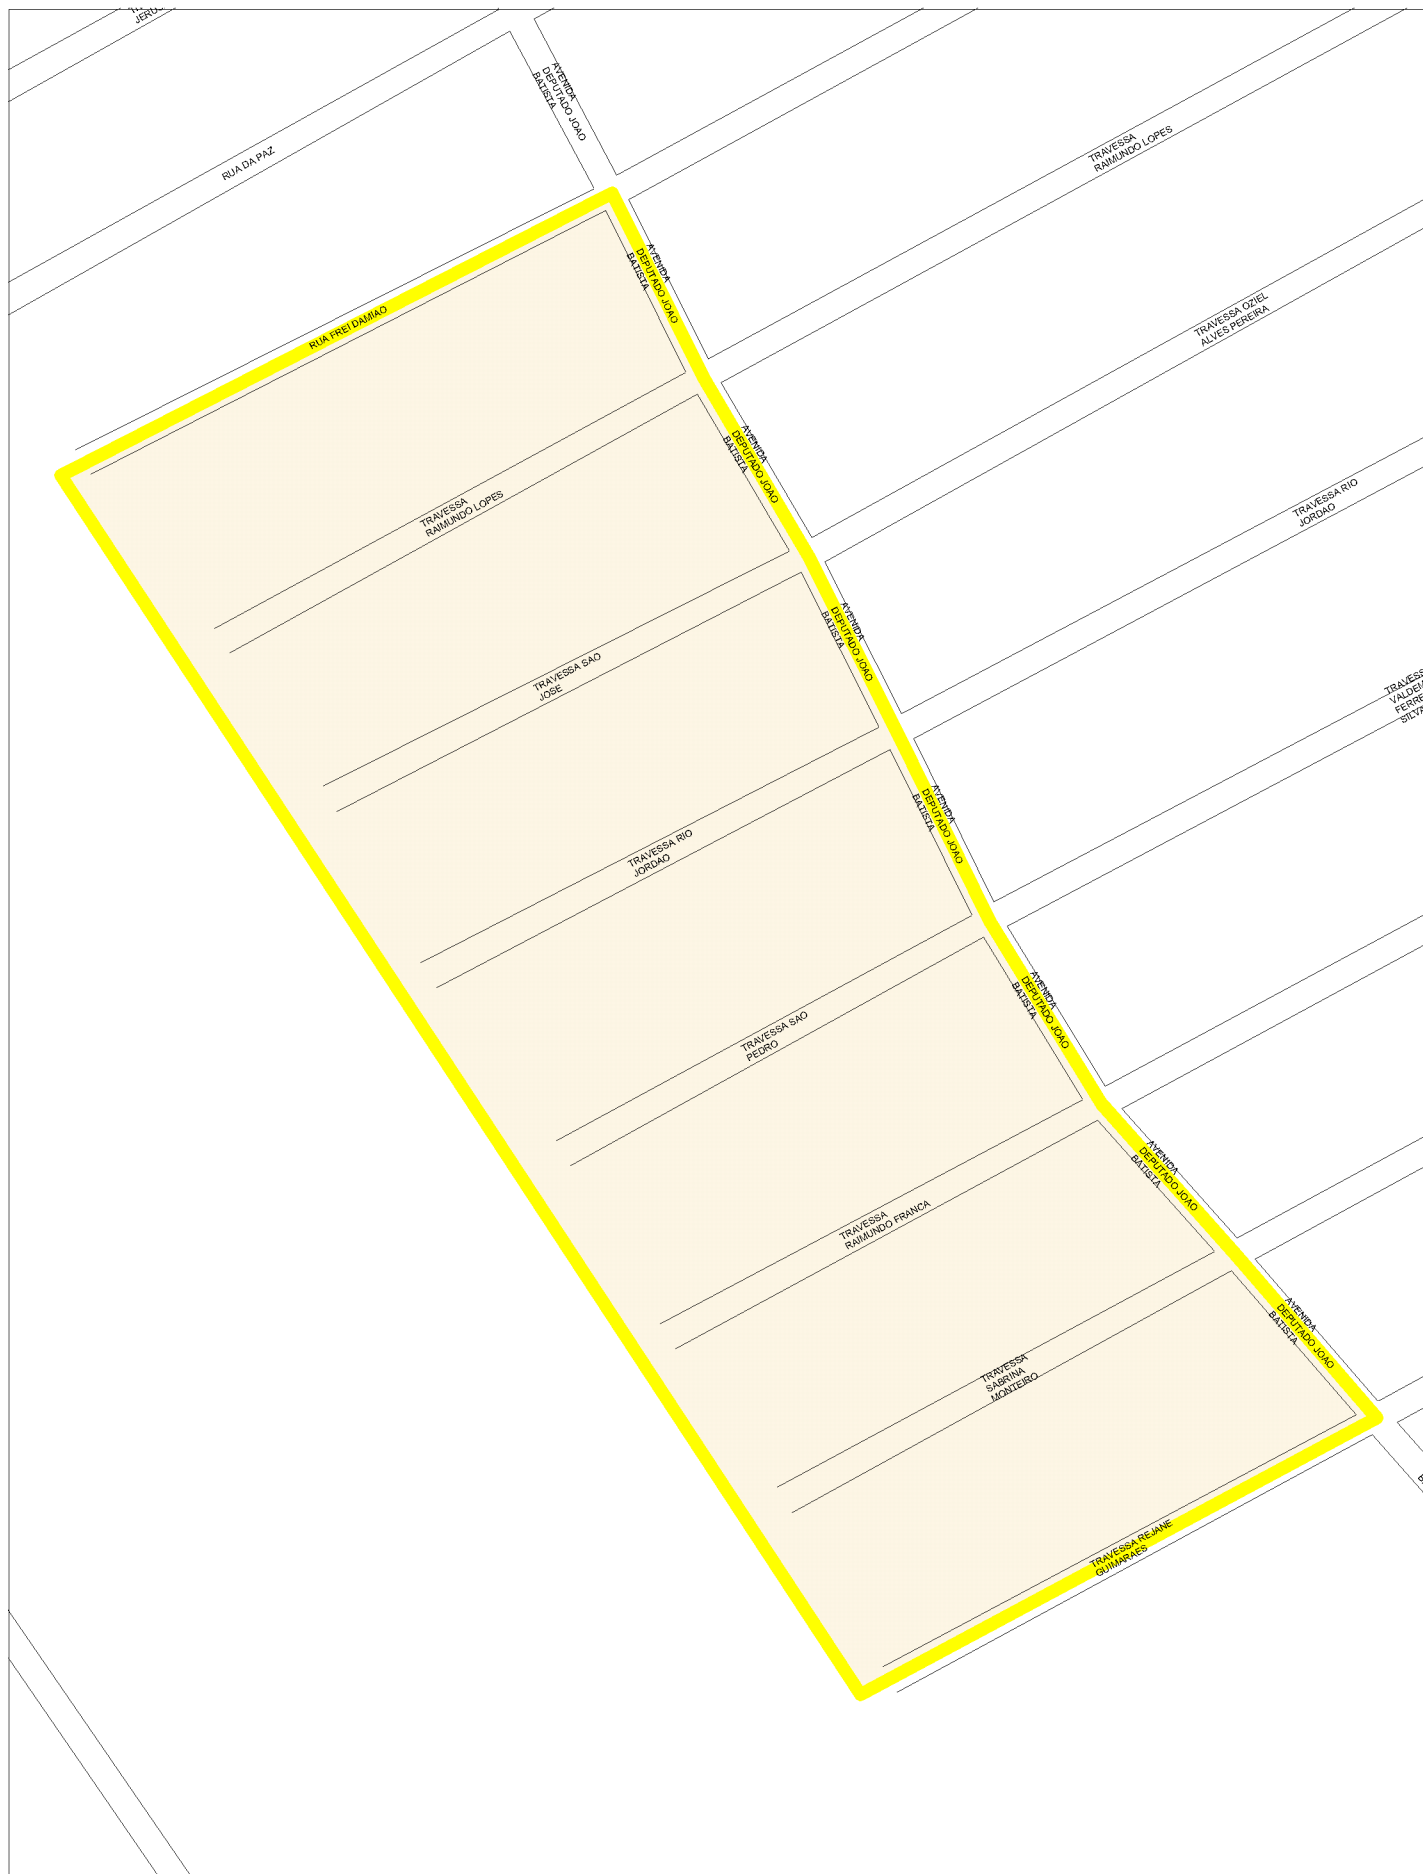 AVENIDA
DEPUTADO JOAO
BATISTA
RUA DA PAZ
TRAVESSA
RAIMUNDO LOPES
AVENIDA
DEPUTADO JOAO
BATISTA
RUA FREI DAMIAO
TRAVESSA OZIEL
ALVES PEREIRA
AVENIDA
DEPUTADO JOAO
BATISTA
TRAVESSA
RAIMUNDO LOPES
TRAVESSA RIO
JORDAO
AVENIDA
DEPUTADO JOAO
BATISTA
TRAVESSA SAO
JOSE
AVENIDA
DEPUTADO JOAO
BATISTA
TRAVESSA RIO
JORDAO
AVENIDA
DEPUTADO JOAO
BATISTA
TRAVESSA SAO
PEDRO
AVENIDA
DEPUTADO JOAO
BATISTA
TRAVESSA
RAIMUNDO FRANCA
AVENIDA
DEPUTADO JOAO
BATISTA
TRAVESSA
SABRINA
MONTEIRO
TRAVESSA REJANE
GUIMARAES